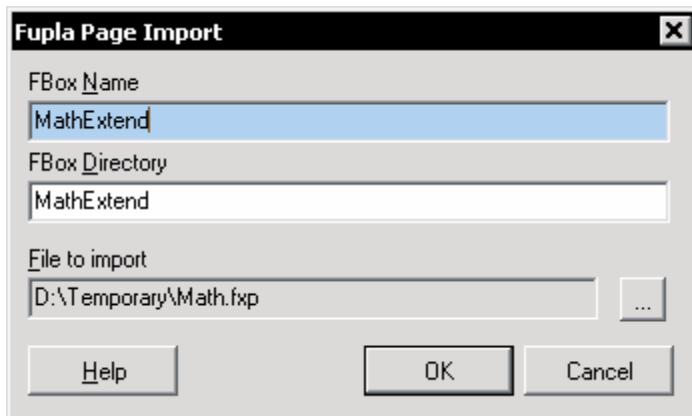 Fupla Page Import
FBox Name
MathExtend
FBox Directory
MathExtend
File to import
D:\Temporary\Math.fxp
...
Help OK Cancel